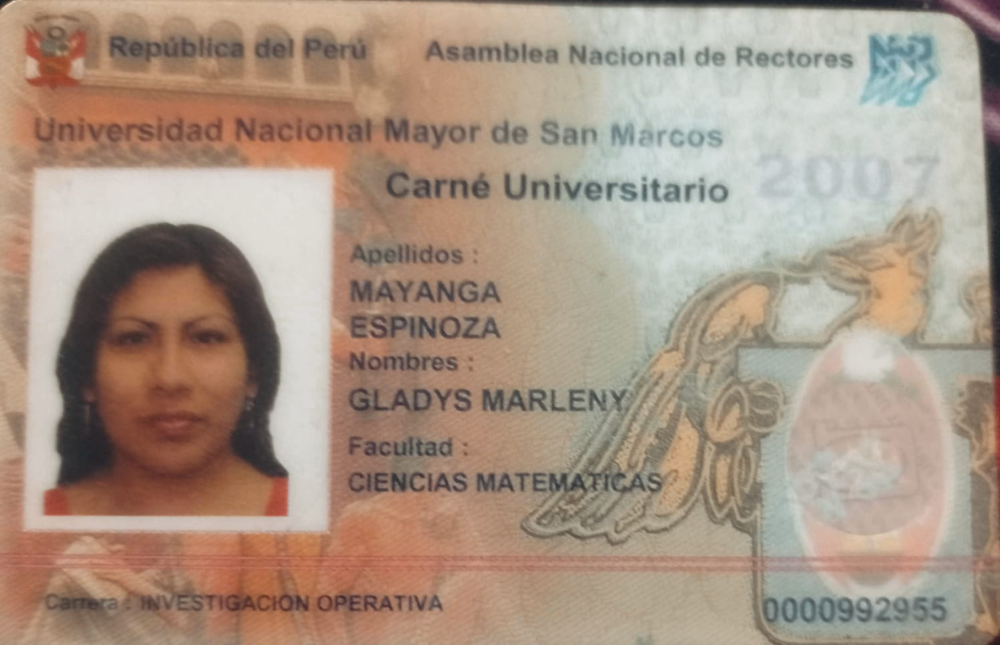 República del Perú
Asamblea Nacional de Rectores
Universidad Nacional Mayor de San Marcos
2007
Carné Universitario
Apellidos :
MAYANGA
ESPINOZA
Nombres :
GLADYS MARLENY
Facultad :
CIENCIAS MATEMATICAS
Carrera : INVESTIGACION OPERATIVA
0000992955